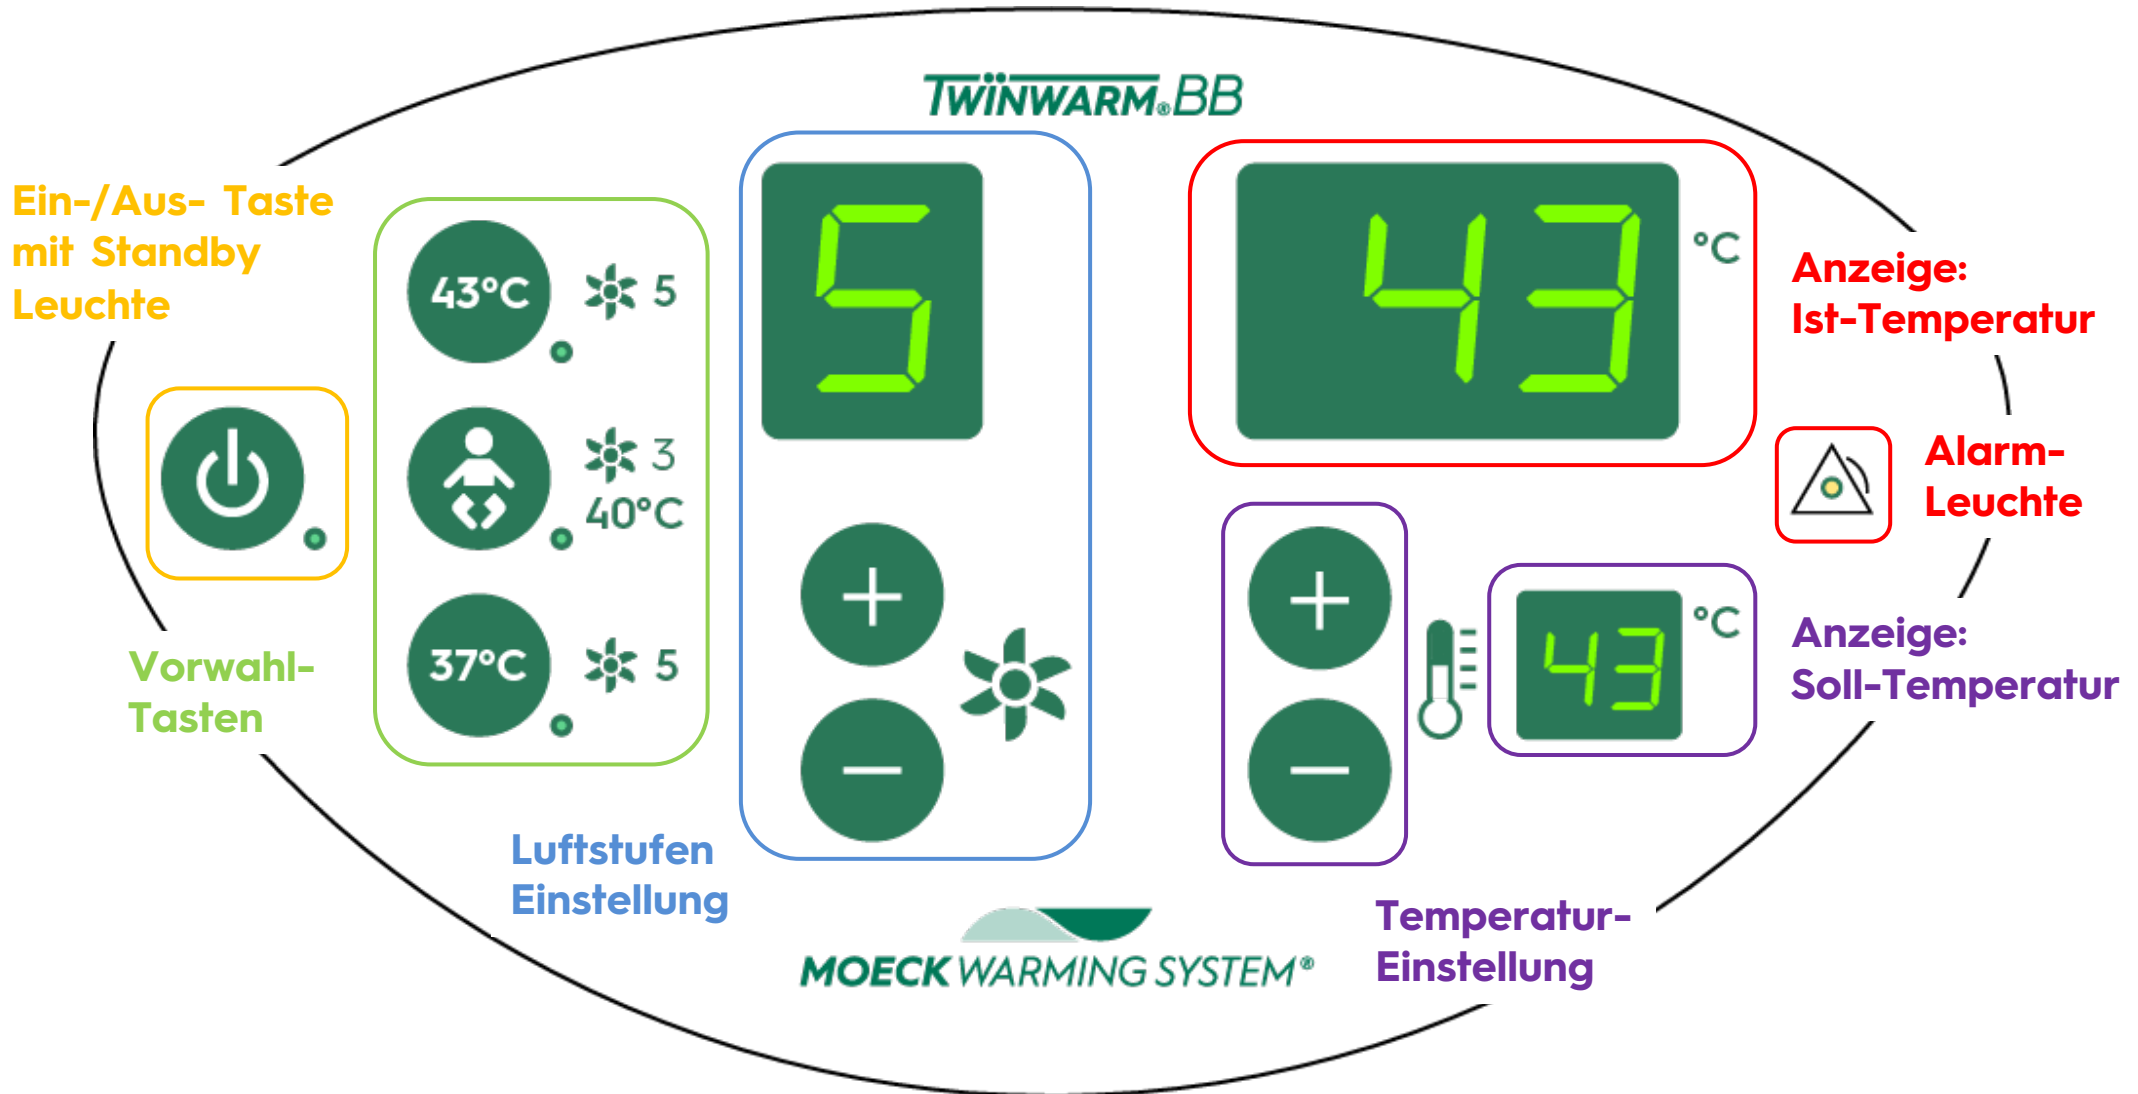 TWÏNWARM®BB
Ein-/Aus- Taste
mit Standby
Leuchte
43°C
5
3
40°C
37°C
5
Vorwahl-
Tasten
5
Luftstufen
Einstellung
43
°C
Anzeige:
Ist-Temperatur
Alarm-
Leuchte
43
°C
Anzeige:
Soll-Temperatur
Temperatur-
Einstellung
MOECK WARMING SYSTEM®